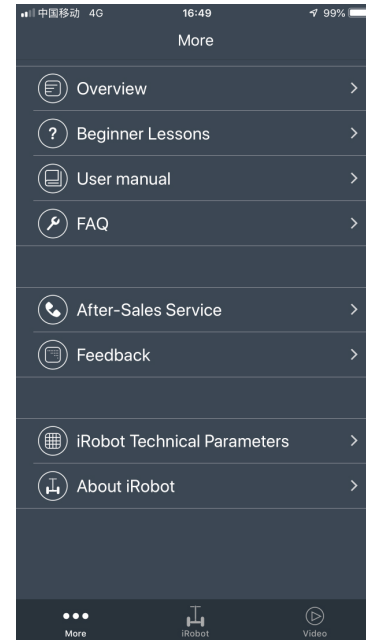 中国移动 4G 16:49 99%
More
Overview
? Beginner Lessons
User manual
FAQ
After-Sales Service
Feedback
iRobot Technical Parameters
About iRobot
More iRobot Video